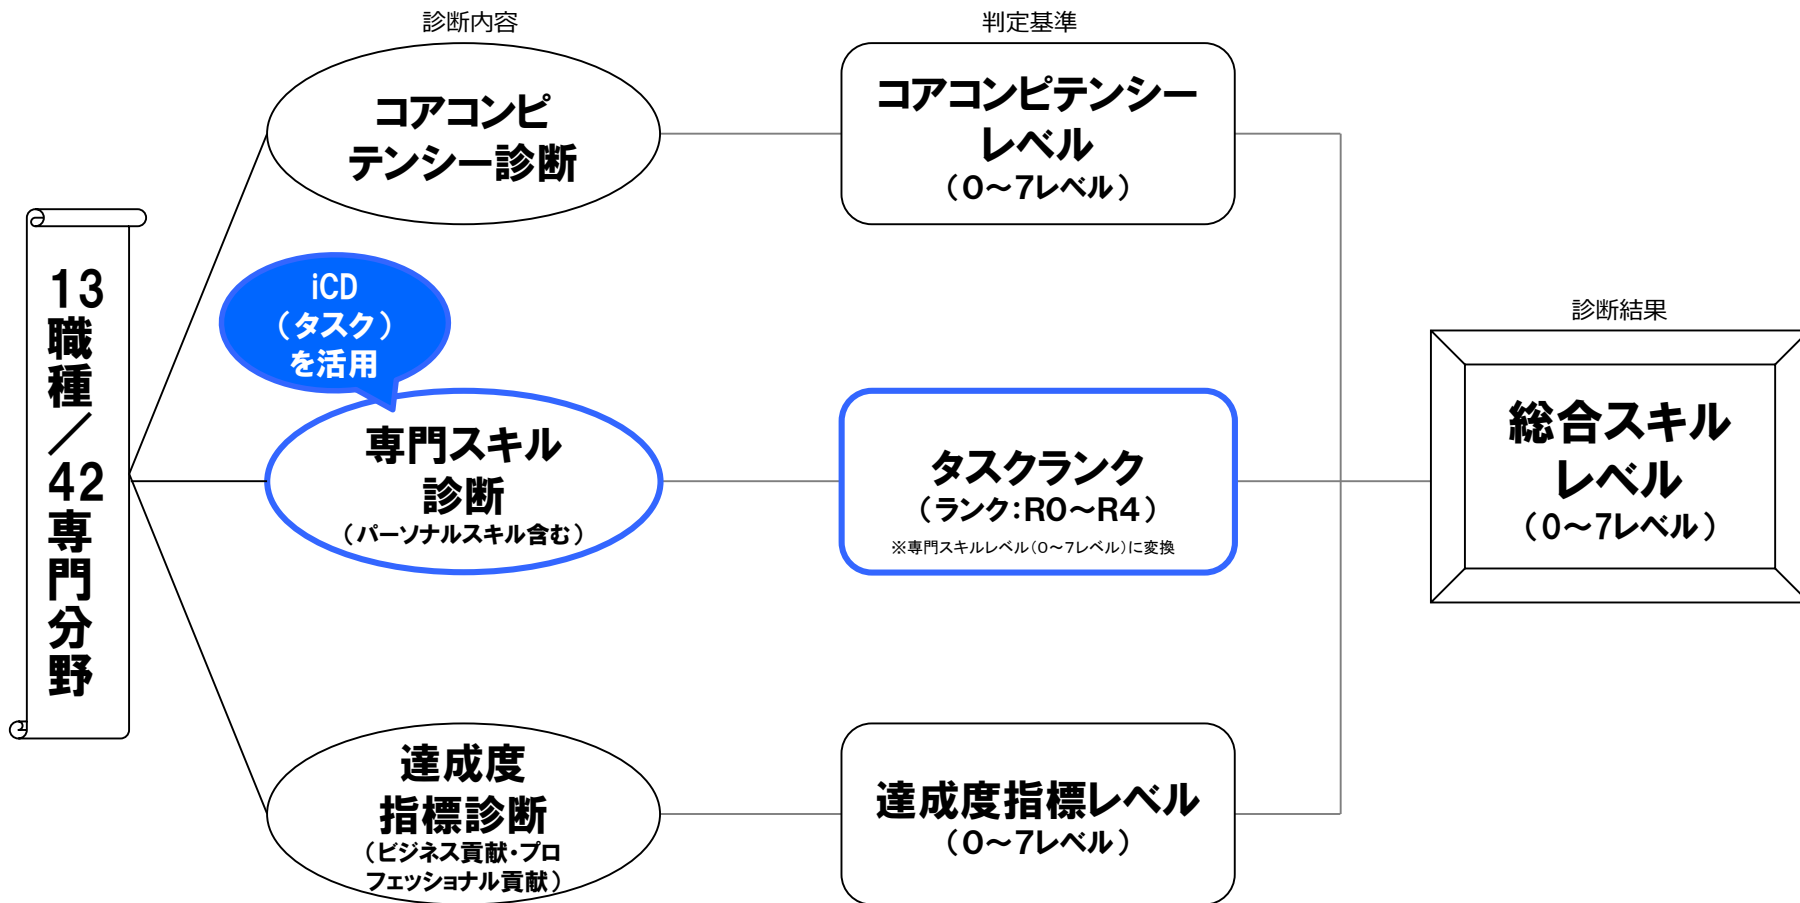 診断内容
判定基準
コアコンピ
テンシー診断
コアコンピテンシー
レベル
（0～7レベル）
13
職
種
／
42
専
門
分
野
iCD
（タスク）
を活用
専門スキル
診断
（パーソナルスキル含む）
タスクランク
（ランク：R0～R4）
※専門スキルレベル（0～7レベル）に変換
診断結果
総合スキル
レベル
（0～7レベル）
達成度
指標診断
（ビジネス貢献・プロ
フェッショナル貢献）
達成度指標レベル
（0～7レベル）